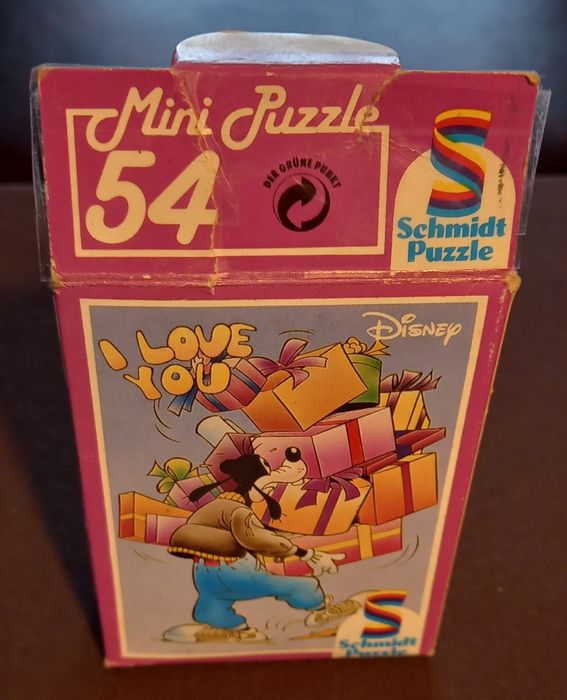 Mini Puzzle
54
DER GRÜNE PUNKT
Schmidt
Puzzle
I LOVE
YOU
DISNEY
Schmidt
Puzzle